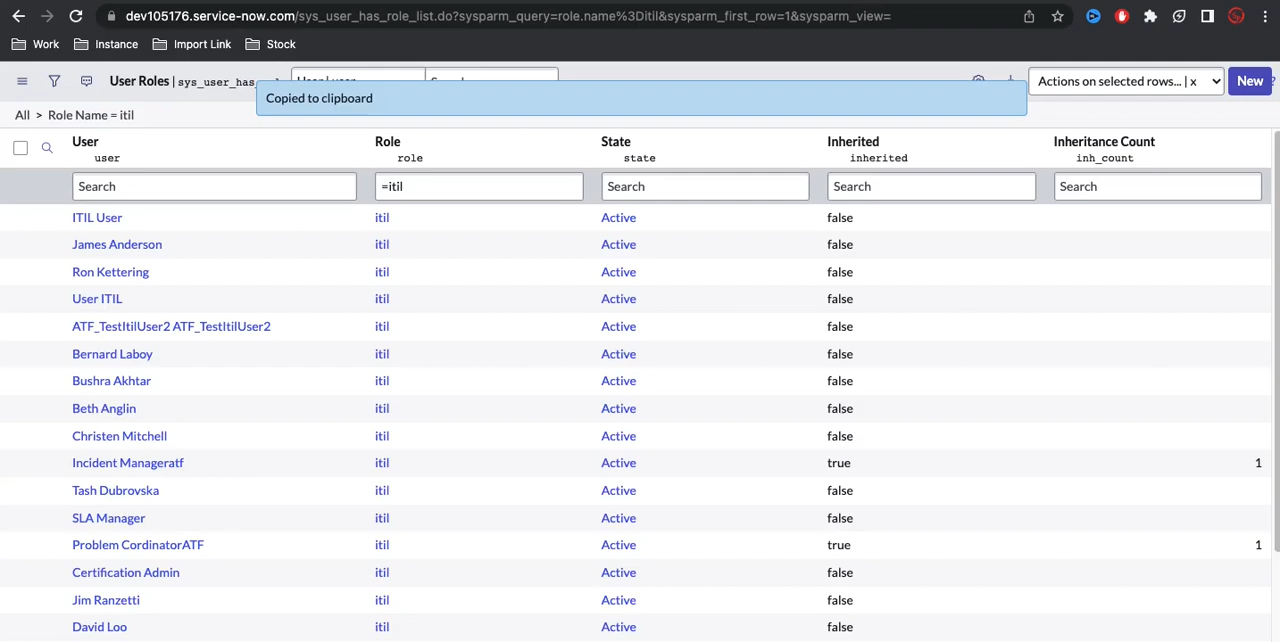 dev105176.service-now.com/sys_user_has_role_list.do?sysparm_query=role.name%3Ditil&sysparm_first_row=1&sysparm_view=
Work Instance Import Link Stock
User Roles | sys_user_has_ Actions on selected rows... | x New
Copied to clipboard
All > Role Name = itil
User Role State Inherited Inheritance Count
user role state inherited inh_count
Search =itil Search Search Search
ITIL User itil Active false
James Anderson itil Active false
Ron Kettering itil Active false
User ITIL itil Active false
ATF_TestItilUser2 ATF_TestItilUser2 itil Active false
Bernard Laboy itil Active false
Bushra Akhtar itil Active false
Beth Anglin itil Active false
Christen Mitchell itil Active false
Incident Manageratf itil Active true 1
Tash Dubrovska itil Active false
SLA Manager itil Active false
Problem CordinatorATF itil Active true 1
Certification Admin itil Active false
Jim Ranzetti itil Active false
David Loo itil Active false